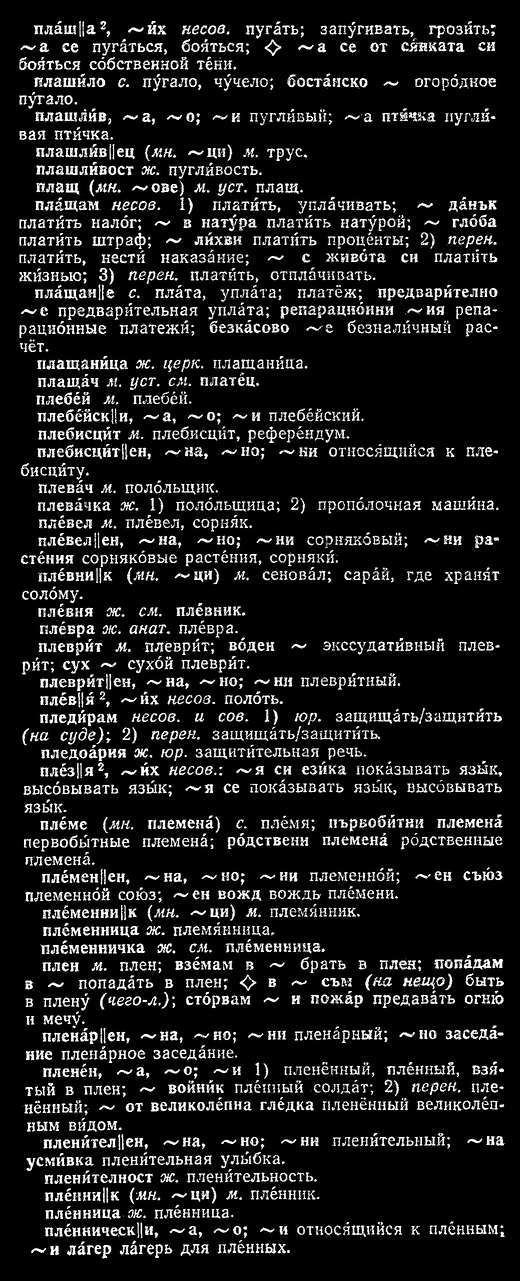 плаш||а², ~и́х несов. пуга́ть; запу́гивать, грози́ть;
~а се пуга́ться, боя́ться; ◇ ~а се от ся́нката си
боя́ться со́бственной те́ни.
плаши́ло с. пу́гало, чу́чело; боста́нско ~ огоро́дное
пу́гало.
плашли́в, ~а, ~о; ~и пугли́вый; ~а пти́чка пугли́-
вая пти́чка.
плашли́в||ец (мн. ~ци) м. трус.
плашли́вост ж. пугли́вость.
плащ (мн. ~ове) м. уст. плащ.
пла́щам несов. 1) плати́ть, упла́чивать; ~ да́нък
плати́ть нало́г; ~ в нату́ра плати́ть нату́рой; ~ гло́ба
плати́ть штраф; ~ ли́хви плати́ть проце́нты; 2) перен.
плати́ть, нести́ наказа́ние; ~ с живо́та си плати́ть
жи́знью; 3) перен. плати́ть, отпла́чивать.
пла́щан||е с. пла́та, упла́та; платёж; предвари́телно
~е предвари́тельная упла́та; репарацио́нни ~ия репа-
рацио́нные платежи́; безка́сово ~е безнали́чный рас-
чёт.
плащани́ца ж. церк. плащани́ца.
плаща́ч м. уст. см. плате́ц.
плебе́й м. плебе́й.
плебе́йск||и, ~а, ~о; ~и плебе́йский.
плебисци́т м. плебисци́т, рефере́ндум.
плебисци́т||ен, ~на, ~но; ~ни относя́щийся к пле-
бисци́ту.
плева́ч м. поло́льщик.
плева́чка ж. 1) поло́льщица; 2) пропо́лочная маши́на.
пле́вел м. пле́вел, сорня́к.
пле́вел||ен, ~на, ~но; ~ни сорняко́вый; ~ни ра-
сте́ния сорняко́вые расте́ния, сорняки́.
пле́вни||к (мн. ~ци) м. сенова́л; сара́й, где храня́т
соло́му.
пле́вня ж. см. пле́вник.
пле́вра ж. анат. пле́вра.
плеври́т м. плеври́т; во́ден ~ экссудати́вный плев-
ри́т; сух ~ сухо́й плеври́т.
плеври́т||ен, ~на, ~но; ~ни плеври́тный.
плев||я́², ~и́х несов. поло́ть.
пледи́рам несов. и сов. 1) юр. защища́ть/защити́ть
(на суде); 2) перен. защища́ть/защити́ть.
пледоа́рия ж. юр. защити́тельная речь.
пле́з||я², ~их несов.: ~я си ези́ка пока́зывать язы́к,
высо́вывать язы́к; ~я се пока́зывать язы́к, высо́вывать
язы́к.
пле́ме (мн. племена́) с. пле́мя; първоби́тни племена́
первобы́тные племена́; ро́дствени племена́ ро́дственные
племена́.
пле́мен||ен, ~на, ~но; ~ни племенно́й; ~ен съю́з
племенно́й сою́з; ~ен вожд вождь пле́мени.
пле́менни||к (мн. ~ци) м. племя́нник.
пле́менница ж. племя́нница.
пле́менничка ж. см. пле́менница.
плен м. плен; взе́мам в ~ брать в плен; попа́дам
в ~ попада́ть в плен; ◇ в ~ съм (на нещо) быть
в плену́ (чего-л.); сто́рвам ~ и пожа́р предава́ть огню́
и мечу́.
плена́р||ен, ~на, ~но; ~ни плена́рный; ~но заседа́-
ние плена́рное заседа́ние.
плене́н, ~а, ~о; ~и 1) пленённый, пле́нный, взя́-
тый в плен; ~ войни́к пле́нный солда́т; 2) перен. пле-
нённый; ~ от великоле́пна гле́дка пленённый великоле́п-
ным ви́дом.
плени́тел||ен, ~на, ~но; ~ни плени́тельный; ~на
усми́вка плени́тельная улы́бка.
плени́телност ж. плени́тельность.
пле́нни||к (мн. ~ци) м. пле́нник.
пле́нница ж. пле́нница.
пле́нническ||и, ~а, ~о; ~и относя́щийся к пле́нным;
~и ла́гер ла́герь для пле́нных.